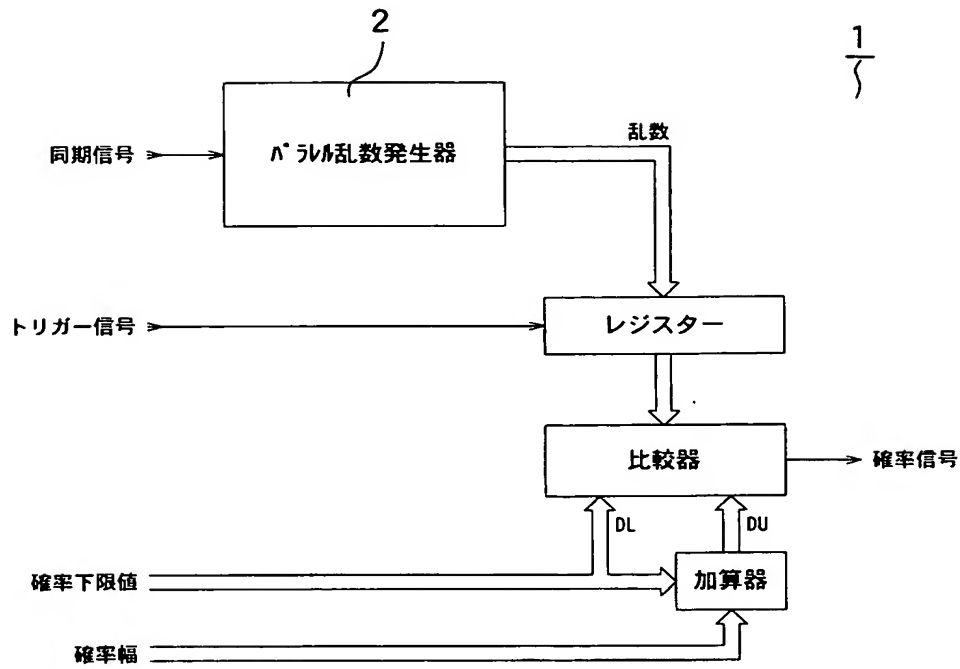 2
1
同期信号
ﾊﾟﾗﾚﾙ乱数発生器
乱数
トリガー信号
レジスター
比較器
確率信号
DL
DU
確率下限値
加算器
確率幅